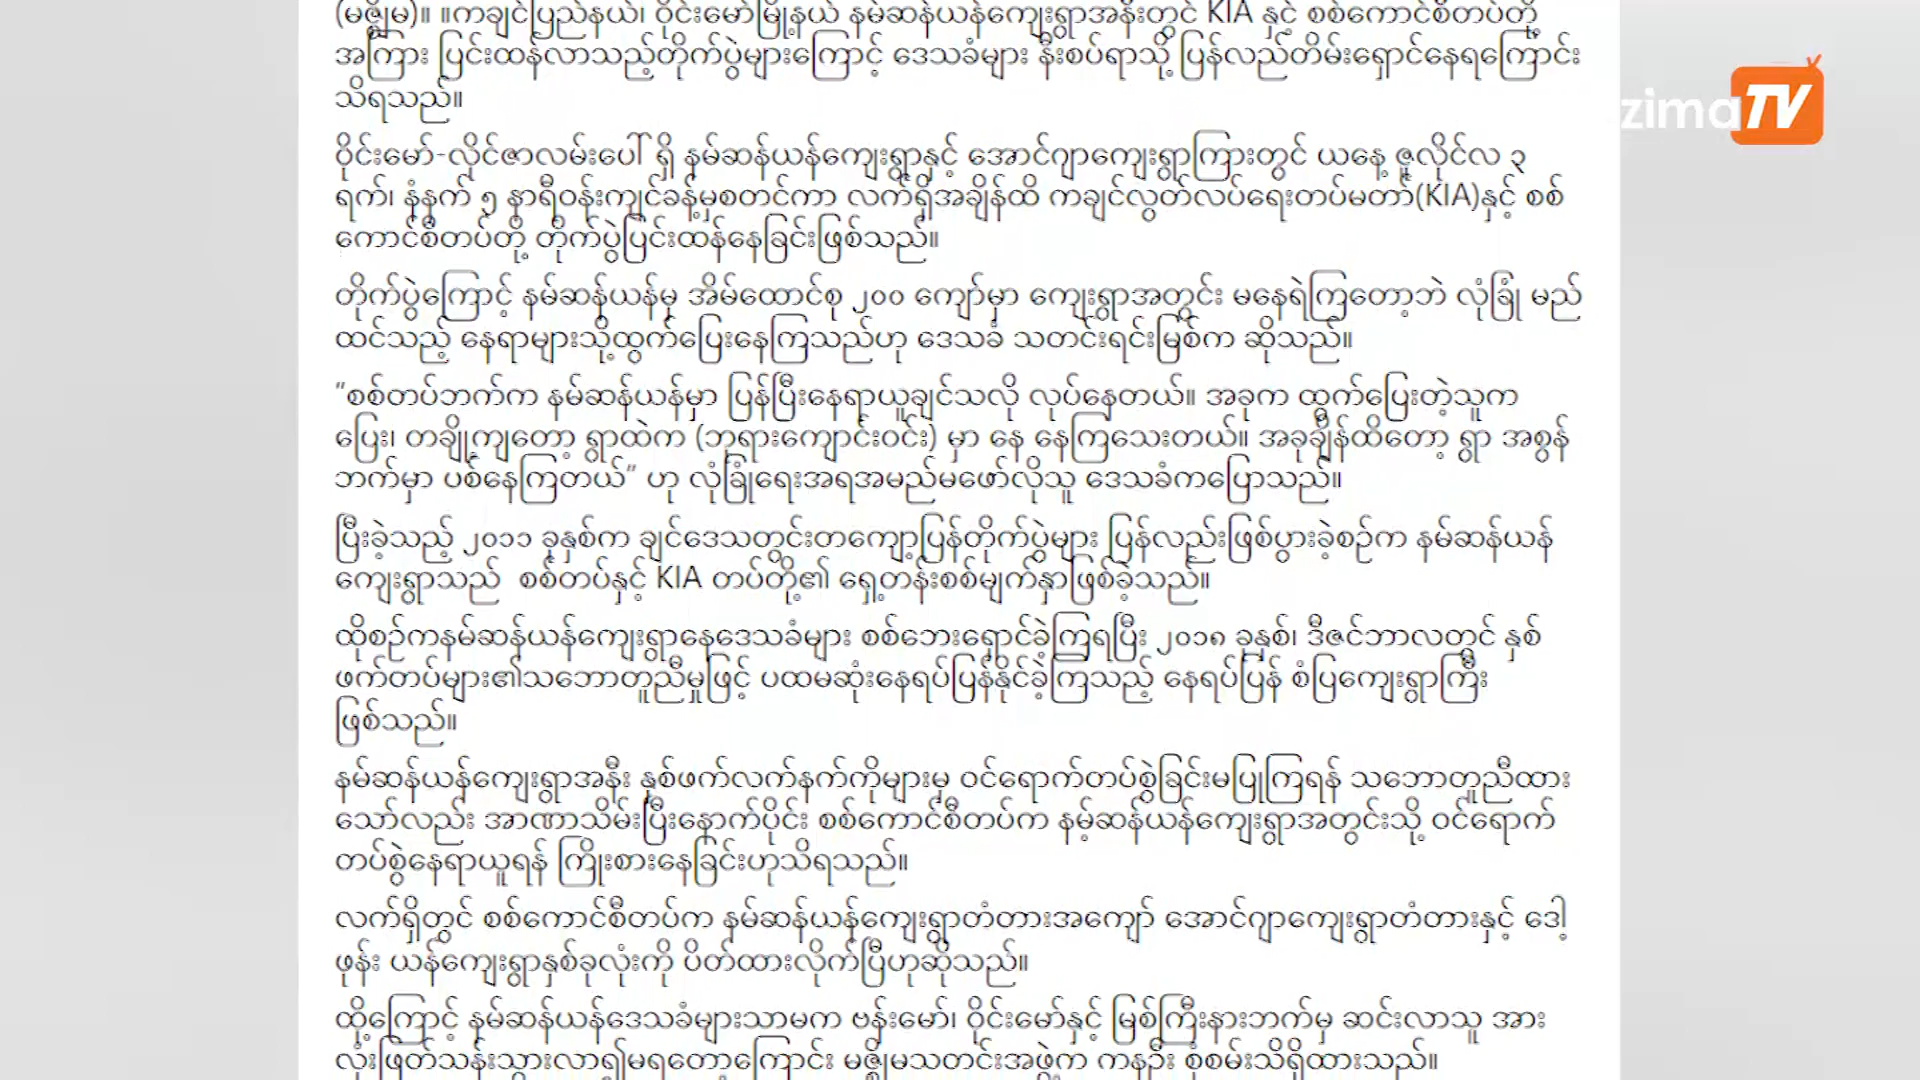 (မဇ္ဈိမ)။ ။ကချင်ပြည်နယ်၊ ဝိုင်းမော်မြို့နယ် နမ်ဆန်ယန်ကျေးရွာအနီးတွင် KIA နှင့် စစ်ကောင်စီတပ်တို့
အကြား ပြင်းထန်လာသည့်တိုက်ပွဲများကြောင့် ဒေသခံများ နီးစပ်ရာသို့ ပြန်လည်တိမ်းရှောင်နေရကြောင်း
သိရသည်။
ဝိုင်းမော်-လိုင်ဇာလမ်းပေါ် ရှိ နမ်ဆန်ယန်ကျေးရွာနှင့် အောင်ဂျာကျေးရွာကြားတွင် ယနေ့ ဇူလိုင်လ ၃
ရက်၊ နံနက် ၅ နာရီဝန်းကျင်ခန့်မှစတင်ကာ လက်ရှိအချိန်ထိ ကချင်လွတ်လပ်ရေးတပ်မတာ်(KIA)နှင့် စစ်
ကောင်စီတပ်တို့ တိုက်ပွဲပြင်းထန်နေခြင်းဖြစ်သည်။
တိုက်ပွဲကြောင့် နမ်ဆန်ယန်မှ အိမ်ထောင်စု ၂၀၀ ကျော်မှာ ကျေးရွာအတွင်း မနေရဲကြတော့ဘဲ လုံခြုံ မည်
ထင်သည့် နေရာများသို့ထွက်ပြေးနေကြသည်ဟု ဒေသခံ သတင်းရင်းမြစ်က ဆိုသည်။
“စစ်တပ်ဘက်က နမ်ဆန်ယန်မှာ ပြန်ပြီးနေရာယူချင်သလို လုပ်နေတယ်။ အခုက ထွက်ပြေးတဲ့သူက
ပြေး၊ တချို့ကျတော့ ရွာထဲက (ဘုရားကျောင်းဝင်း) မှာ နေ နေကြသေးတယ်။ အခုချိန်ထိတော့ ရွာ အစွန်
ဘက်မှာ ပစ်နေကြတယ်” ဟု လုံခြုံရေးအရအမည်မဖော်လိုသူ ဒေသခံကပြောသည်။
ပြီးခဲ့သည့် ၂၀၁၁ ခုနှစ်က ချင်ဒေသတွင်းတကျော့ပြန်တိုက်ပွဲများ ပြန်လည်းဖြစ်ပွားခဲ့စဉ်က နမ်ဆန်ယန်
ကျေးရွာသည် စစ်တပ်နှင့် KIA တပ်တို့၏ ရှေ့တန်းစစ်မျက်နှာဖြစ်ခဲ့သည်။
ထိုစဉ်ကနမ်ဆန်ယန်ကျေးရွာနေဒေသခံများ စစ်ဘေးရှောင်ခဲ့ကြရပြီး ၂၀၁၈ ခုနှစ်၊ ဒီဇင်ဘာလတွင် နှစ်
ဖက်တပ်များ၏သဘောတူညီမှုဖြင့် ပထမဆုံးနေရပ်ပြန်နိုင်ခဲ့ကြသည့် နေရပ်ပြန် စံပြကျေးရွာကြီး
ဖြစ်သည်။
နမ်ဆန်ယန်ကျေးရွာအနီး နှစ်ဖက်လက်နက်ကိုများမှ ဝင်ရောက်တပ်စွဲခြင်းမပြုကြရန် သဘောတူညီထား
သော်လည်း အာဏာသိမ်းပြီးနောက်ပိုင်း စစ်ကောင်စီတပ်က နမ့်ဆန်ယန်ကျေးရွာအတွင်းသို့ ဝင်ရောက်
တပ်စွဲနေရာယူရန် ကြိုးစားနေခြင်းဟုသိရသည်။
လက်ရှိတွင် စစ်ကောင်စီတပ်က နမ်ဆန်ယန်ကျေးရွာတံတားအကျော် အောင်ဂျာကျေးရွာတံတားနှင့် ဒေါ့
ဖုန်း ယန်ကျေးရွာနှစ်ခုလုံးကို ပိတ်ထားလိုက်ပြီဟုဆိုသည်။
ထို့ကြောင့် နမ်ဆန်ယန်ဒေသခံများသာမက ဗန်းမော်၊ ဝိုင်းမော်နှင့် မြစ်ကြီးနားဘက်မှ ဆင်းလာသူ အား
လုံးဖြတ်သန်းသွားလာ၍မရတော့ကြောင်း မဇ္ဈိမသတင်းအဖွဲ့က ကနဦး စုံစမ်းသိရှိထားသည်။
zima TV